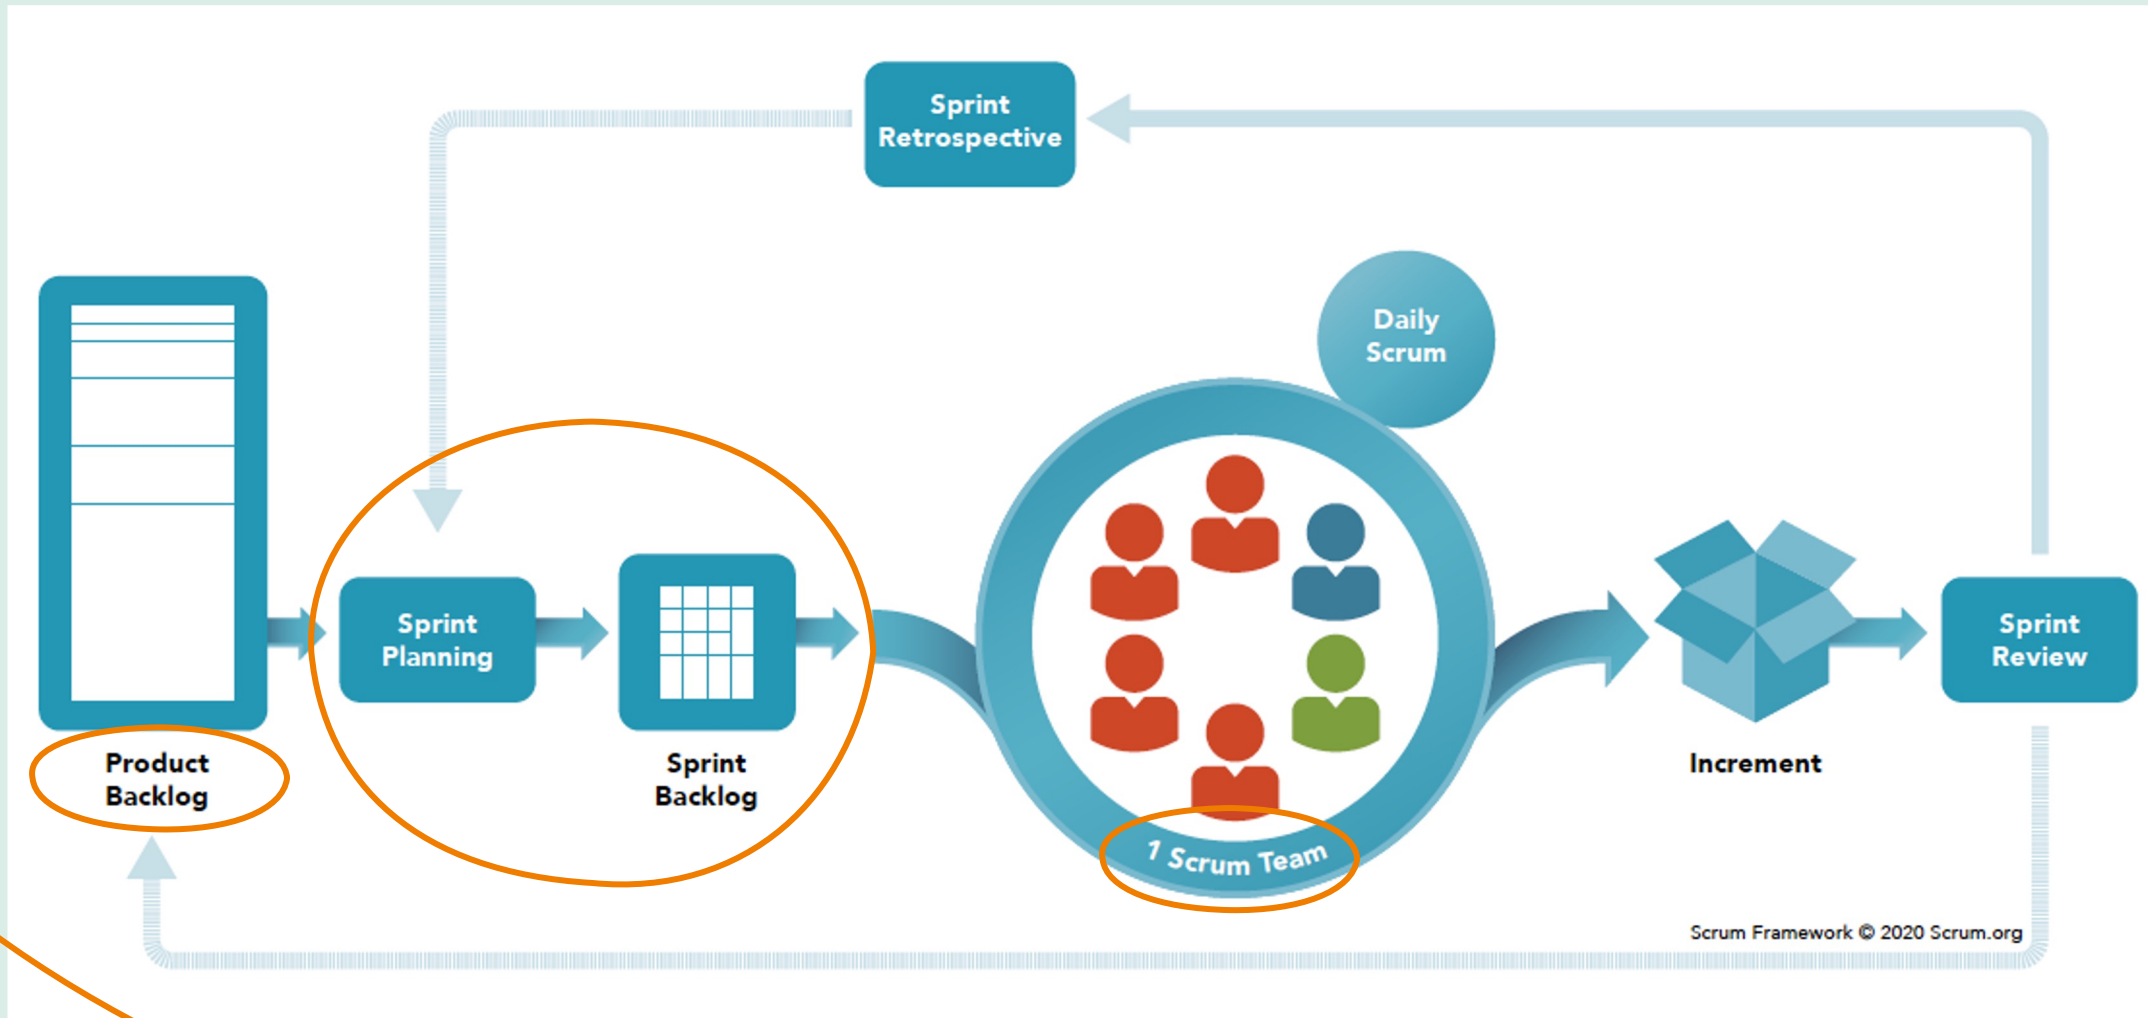 Sprint
Retrospective
Daily
Scrum
Sprint
Planning
Sprint
Review
Product
Backlog
Sprint
Backlog
Increment
1 Scrum Team
Scrum Framework © 2020 Scrum.org